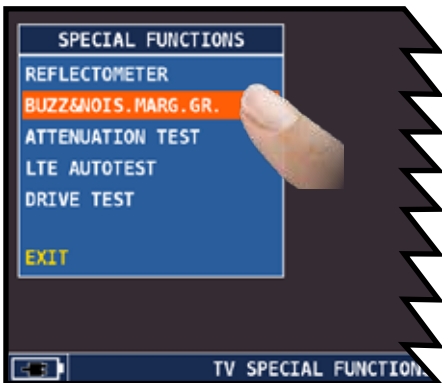 SPECIAL FUNCTIONS
REFLECTOMETER
BUZZ&NOIS.MARG.GR.
ATTENUATION TEST
LTE AUTOTEST
DRIVE TEST
EXIT
TV SPECIAL FUNCTION